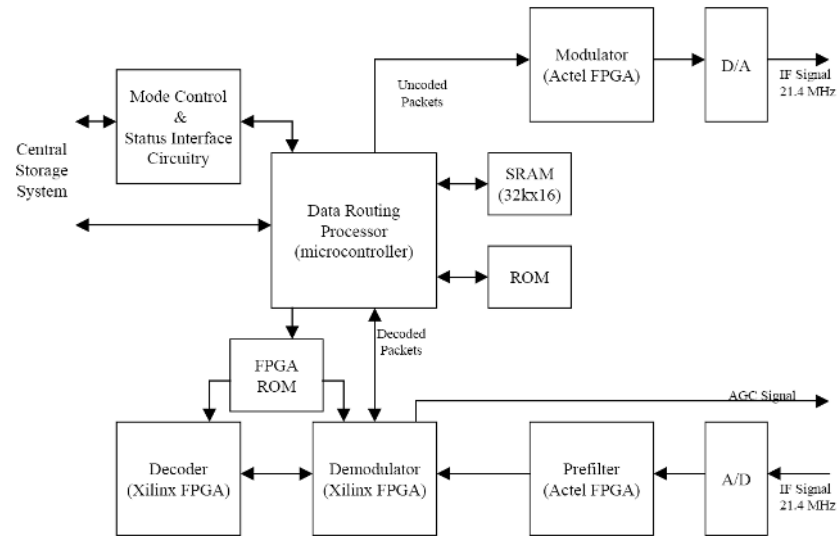 Modulator
(Actel FPGA)
D/A
IF Signal
21.4 MHz
Uncoded
Packets
Mode Control
&
Status Interface
Circuitry
Central
Storage
System
Data Routing
Processor
(microcontroller)
SRAM
(32kx16)
ROM
Decoded
Packets
FPGA
ROM
AGC Signal
Decoder
(Xilinx FPGA)
Demodulator
(Xilinx FPGA)
Prefilter
(Actel FPGA)
A/D
IF Signal
21.4 MHz